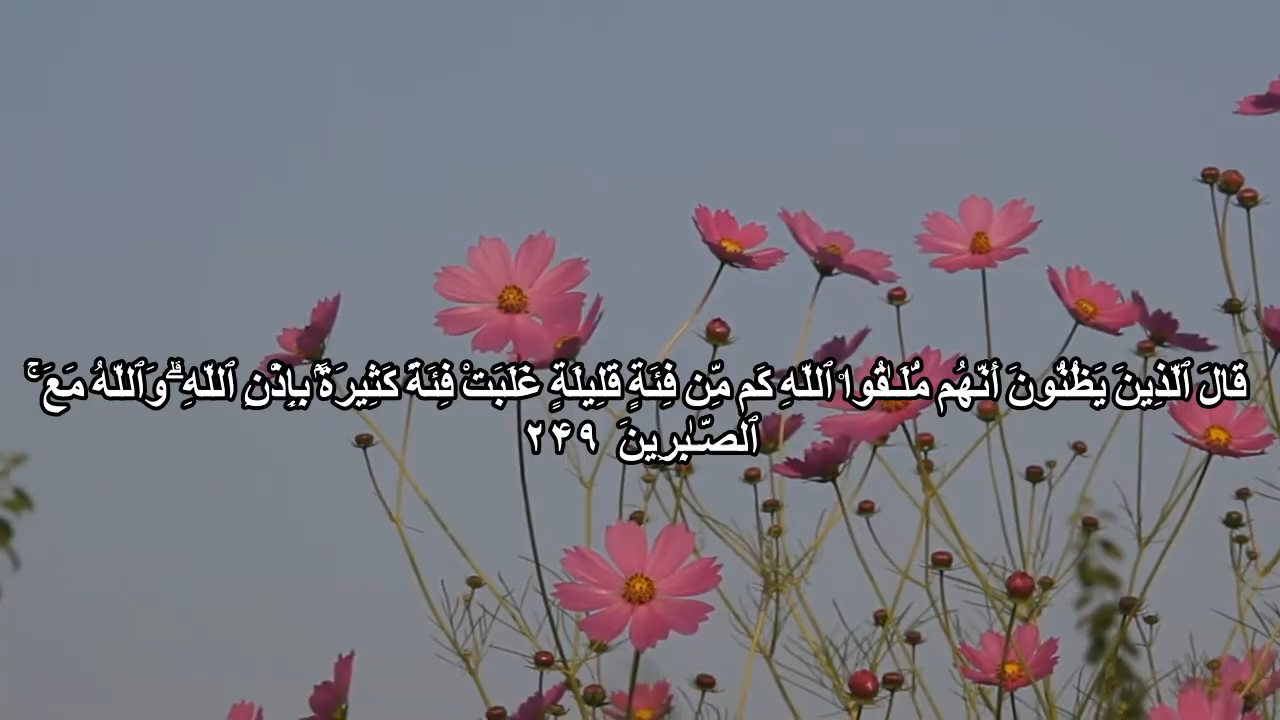 قَالَ ٱلَّذِينَ يَظُنُّونَ أَنَّهُم مُّلَٰقُوا۟ ٱللَّهِ كَم مِّن فِئَةٍ قَلِيلَةٍ غَلَبَتْ فِئَةً كَثِيرَةًۢ بِإِذْنِ ٱللَّهِ ۗ وَٱللَّهُ مَعَ ۚ
ٱلصَّٰبِرِينَ ٢٤٩